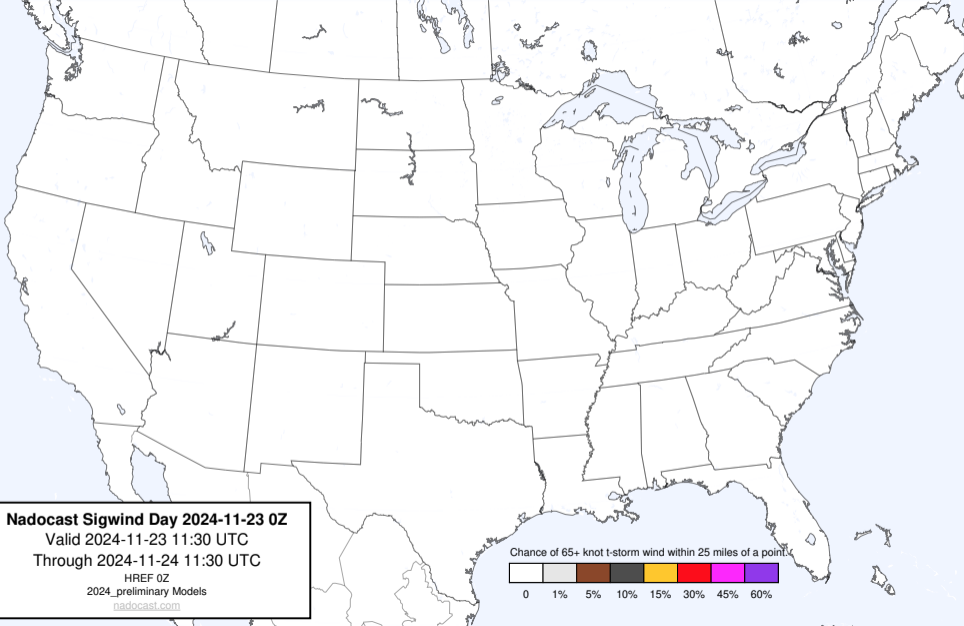 Nadocast Sigwind Day 2024-11-23 0Z
Valid 2024-11-23 11:30 UTC
Through 2024-11-24 11:30 UTC
HREF 0Z
2024_preliminary Models
nadocast.com
Chance of 65+ knot t-storm wind within 25 miles of a point.
0 1% 5% 10% 15% 30% 45% 60%